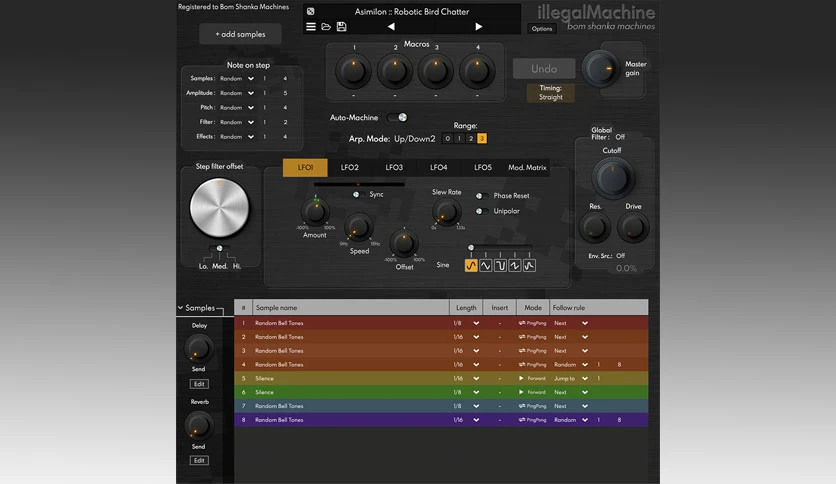 Registered to Bom Shanka Machines
Asimilon :: Robotic Bird Chatter
illegalMachine
bom shanka machines
Options
+ add samples
Macros
1 2 3 4
- - - -
Undo
Master
gain
Timing:
Straight
Note on step
Samples: Random 1 4
Amplitude: Random 1 5
Pitch: Random 1 4
Filter: Random 1 2
Effects: Random 1 4
Auto-Machine
Range:
Arp. Mode: Up/Down2 0 1 2 3
Global
Filter: Off
Cutoff
Res. Drive
Env. Src.: Off
0.0%
Step filter offset
Lo. Med. Hi.
LFO1 LFO2 LFO3 LFO4 LFO5 Mod. Matrix
Sync
Slew Rate
Phase Reset
Unipolar
-100% 100%
Amount
0Hz 15Hz
Speed
-100% 100%
Offset
Sine
Samples
# Sample name Length Insert Mode Follow rule
1 Random Bell Tones 1/8 - PingPong Next
2 Random Bell Tones 1/16 - PingPong Next
3 Random Bell Tones 1/16 - PingPong Next
4 Random Bell Tones 1/16 - PingPong Random 1 8
5 Silence 1/16 - Forward Jump to 1
6 Silence 1/8 - Forward Next
7 Random Bell Tones 1/8 - PingPong Next
8 Random Bell Tones 1/16 - PingPong Random 1 8
Delay
Send
Edit
Reverb
Send
Edit